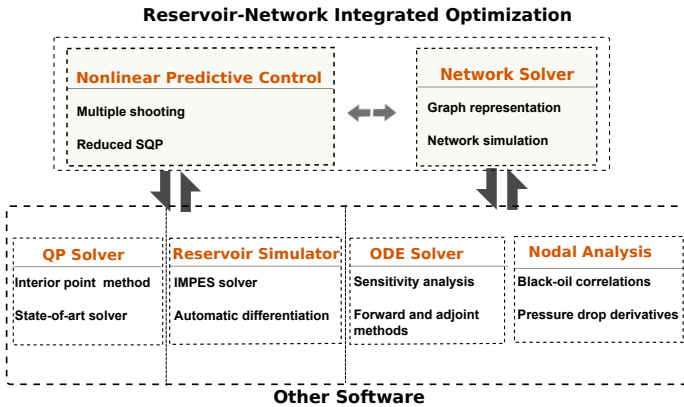 Reservoir-Network Integrated Optimization
Nonlinear Predictive Control
Multiple shooting
Reduced SQP
Network Solver
Graph representation
Network simulation
QP Solver
Interior point method
State-of-art solver
Reservoir Simulator
IMPES solver
Automatic differentiation
ODE Solver
Sensitivity analysis
Forward and adjoint
methods
Nodal Analysis
Black-oil correlations
Pressure drop derivatives
Other Software